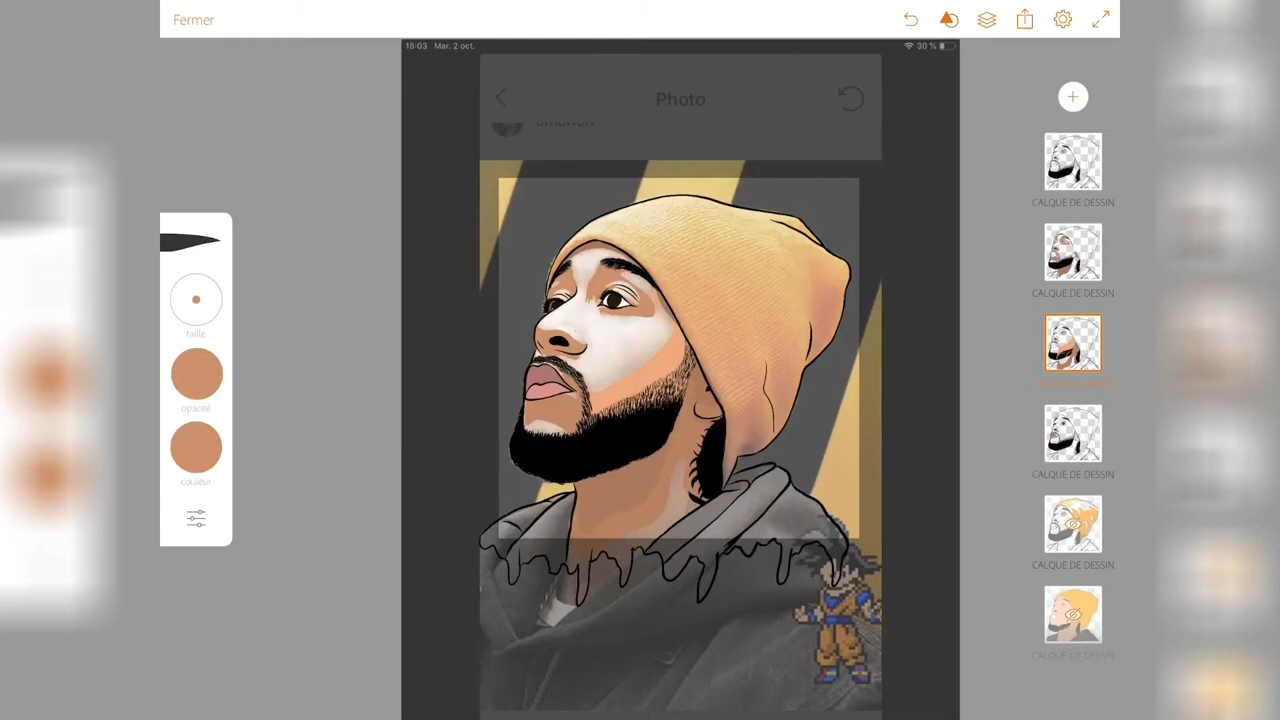 Fermer
18:03 Mar. 2 oct.
30 %
Photo
taille
opacité
couleur
CALQUE DE DESSIN
CALQUE DE DESSIN
CALQUE DE DESSIN
CALQUE DE DESSIN
CALQUE DE DESSIN